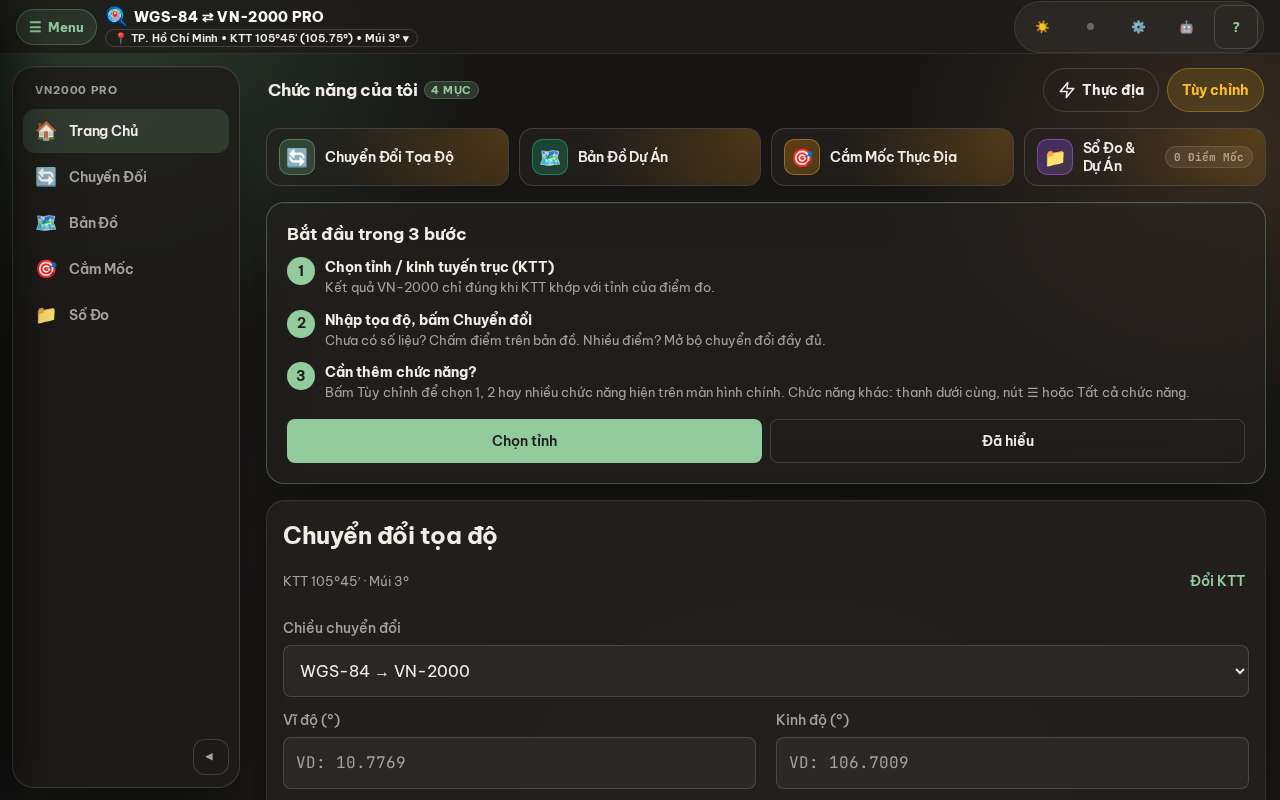 ☰ Menu
WGS-84 ⇄ VN-2000 PRO
📍 TP. Hồ Chí Minh • KTT 105°45′ (105.75°) • Múi 3° ▾
?
VN2000 PRO
Trang Chủ
Chuyển Đổi
Bản Đồ
Cắm Mốc
Sổ Đo
Chức năng của tôi
4 MỤC
Thực địa
Tùy chỉnh
Chuyển Đổi Tọa Độ
Bản Đồ Dự Án
Cắm Mốc Thực Địa
Sổ Đo &
Dự Án
0 Điểm Mốc
Bắt đầu trong 3 bước
1
Chọn tỉnh / kinh tuyến trục (KTT)
Kết quả VN-2000 chỉ đúng khi KTT khớp với tỉnh của điểm đo.
2
Nhập tọa độ, bấm Chuyển đổi
Chưa có số liệu? Chấm điểm trên bản đồ. Nhiều điểm? Mở bộ chuyển đổi đầy đủ.
3
Cần thêm chức năng?
Bấm Tùy chỉnh để chọn 1, 2 hay nhiều chức năng hiện trên màn hình chính. Chức năng khác: thanh dưới cùng, nút ☰ hoặc Tất cả chức năng.
Chọn tỉnh
Đã hiểu
Chuyển đổi tọa độ
KTT 105°45′ · Múi 3°
Đổi KTT
Chiều chuyển đổi
WGS-84 → VN-2000
Vĩ độ (°)
Kinh độ (°)
VD: 10.7769
VD: 106.7009